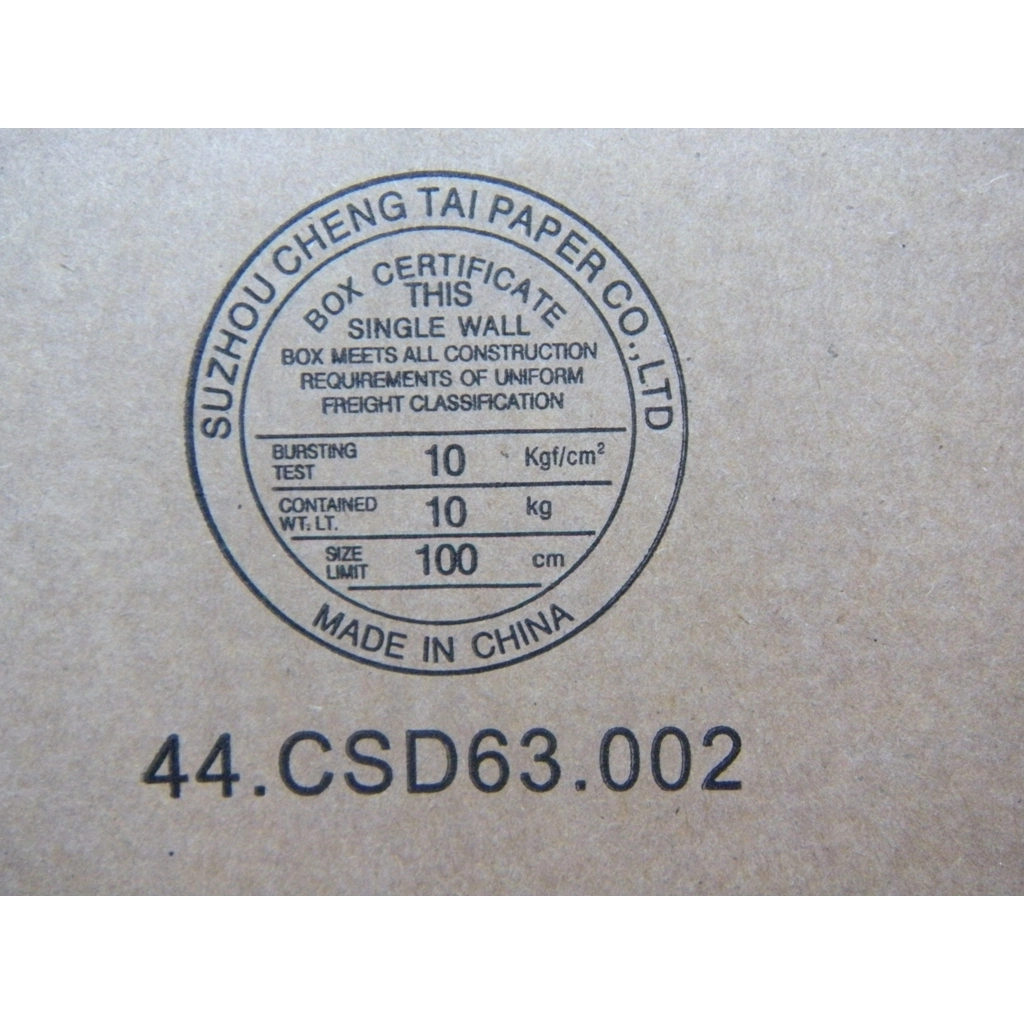 SUZHOU CHENG TAI PAPER CO.,LTD
BOX CERTIFICATE
THIS
SINGLE WALL
BOX MEETS ALL CONSTRUCTION
REQUIREMENTS OF UNIFORM
FREIGHT CLASSIFICATION
BURSTING TEST 10 Kgf/cm²
CONTAINED WT. LT. 10 kg
SIZE LIMIT 100 cm
MADE IN CHINA
44.CSD63.002